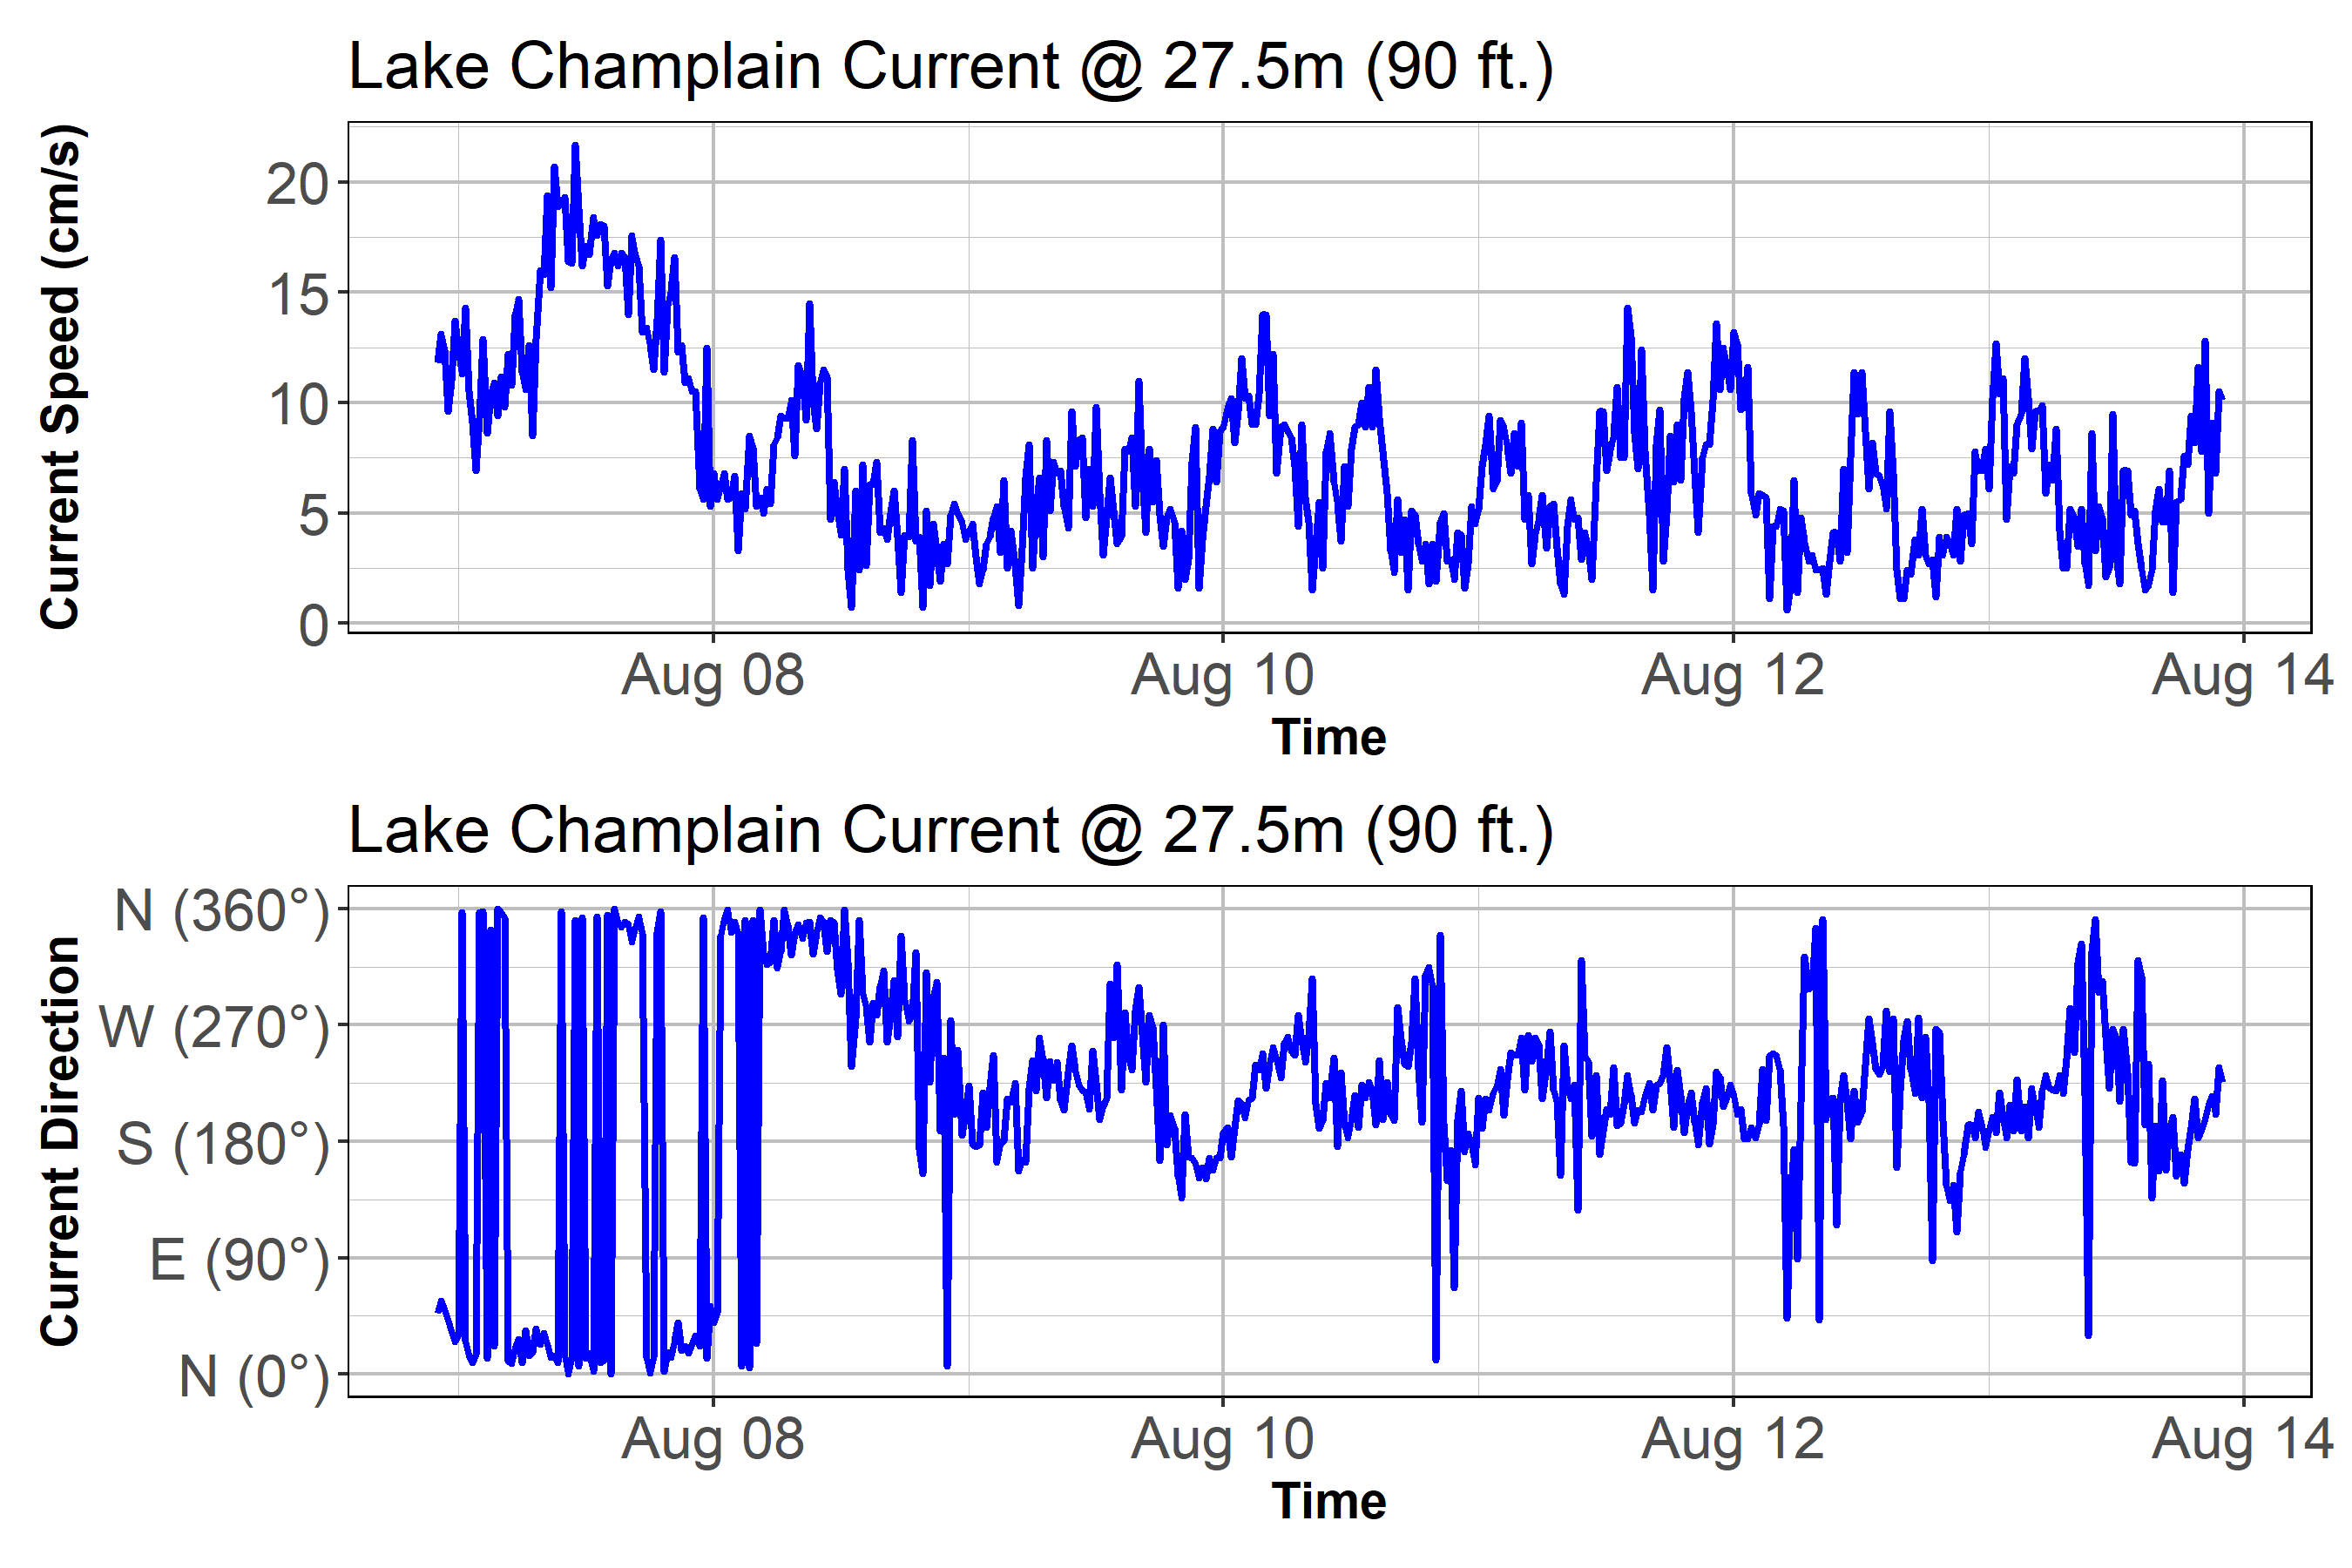 Lake Champlain Current @ 27.5m (90 ft.)
Current Speed (cm/s)
20
15
10
5
0
Aug 08 Aug 10 Aug 12 Aug 14
Time
Lake Champlain Current @ 27.5m (90 ft.)
Current Direction
N (360°)
W (270°)
S (180°)
E (90°)
N (0°)
Aug 08 Aug 10 Aug 12 Aug 14
Time